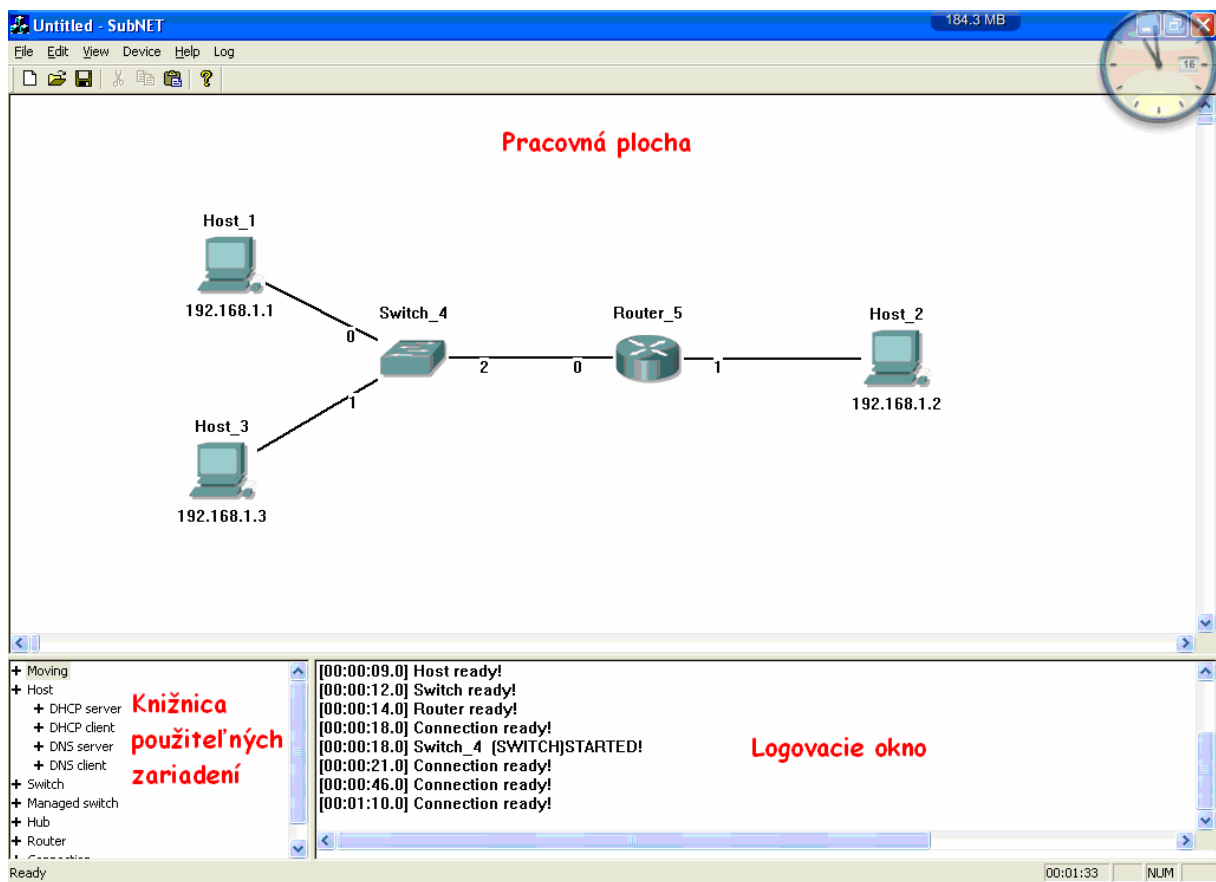 Untitled - SubNET
184.3 MB
File Edit View Device Help Log
16
Pracovná plocha
Host_1
192.168.1.1
0
Switch_4
2
Router_5
0
1
Host_2
192.168.1.2
1
Host_3
192.168.1.3
+ Moving
+ Host
+ DHCP server
+ DHCP client
+ DNS server
+ DNS client
+ Switch
+ Managed switch
+ Hub
+ Router
Knižnica
použiteľných
zariadení
[00:00:09.0] Host ready!
[00:00:12.0] Switch ready!
[00:00:14.0] Router ready!
[00:00:18.0] Connection ready!
[00:00:18.0] Switch_4 (SWITCH)STARTED!
[00:00:21.0] Connection ready!
[00:00:46.0] Connection ready!
[00:01:10.0] Connection ready!
Logovacie okno
Ready
00:01:33
NUM